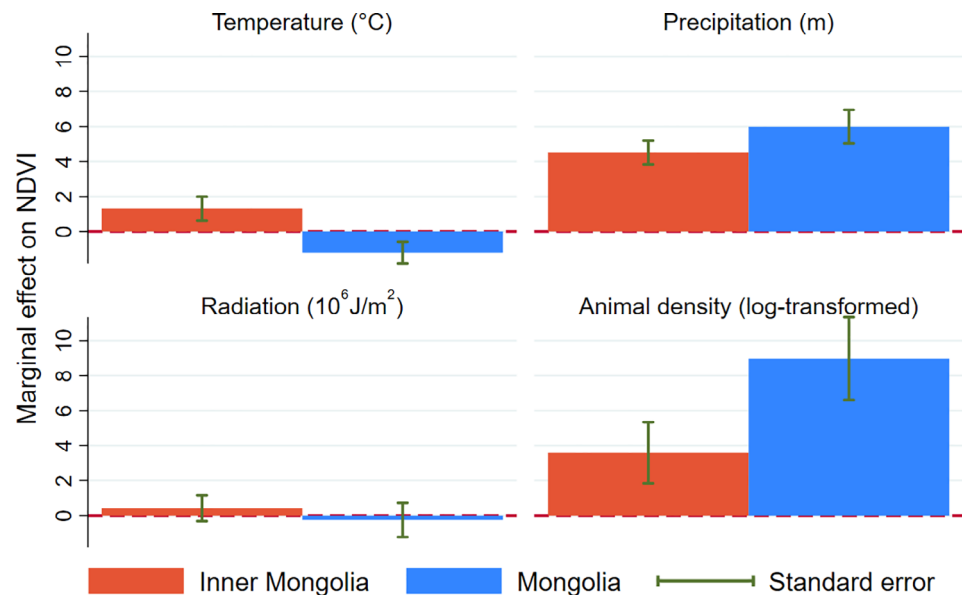 Temperature (°C)
Precipitation (m)
Marginal effect on NDVI
10
8
6
4
2
0
Radiation (10⁶J/m²)
Animal density (log-transformed)
10
8
6
4
2
0
Inner Mongolia
Mongolia
Standard error